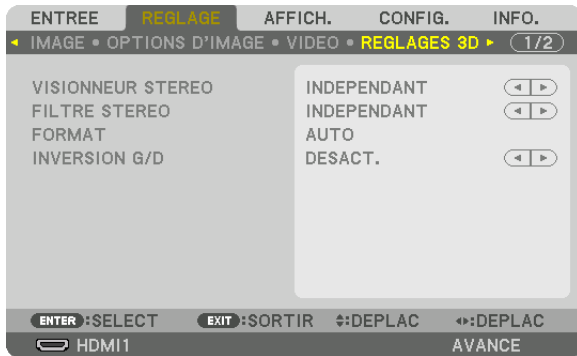 ENTREE REGLAGE AFFICH. CONFIG. INFO.
◂ IMAGE • OPTIONS D'IMAGE • VIDEO • REGLAGES 3D ▸ 1/2
VISIONNEUR STEREO INDEPENDANT
FILTRE STEREO INDEPENDANT
FORMAT AUTO
INVERSION G/D DESACT.
ENTER :SELECT EXIT :SORTIR :DEPLAC :DEPLAC
HDMI1 AVANCE